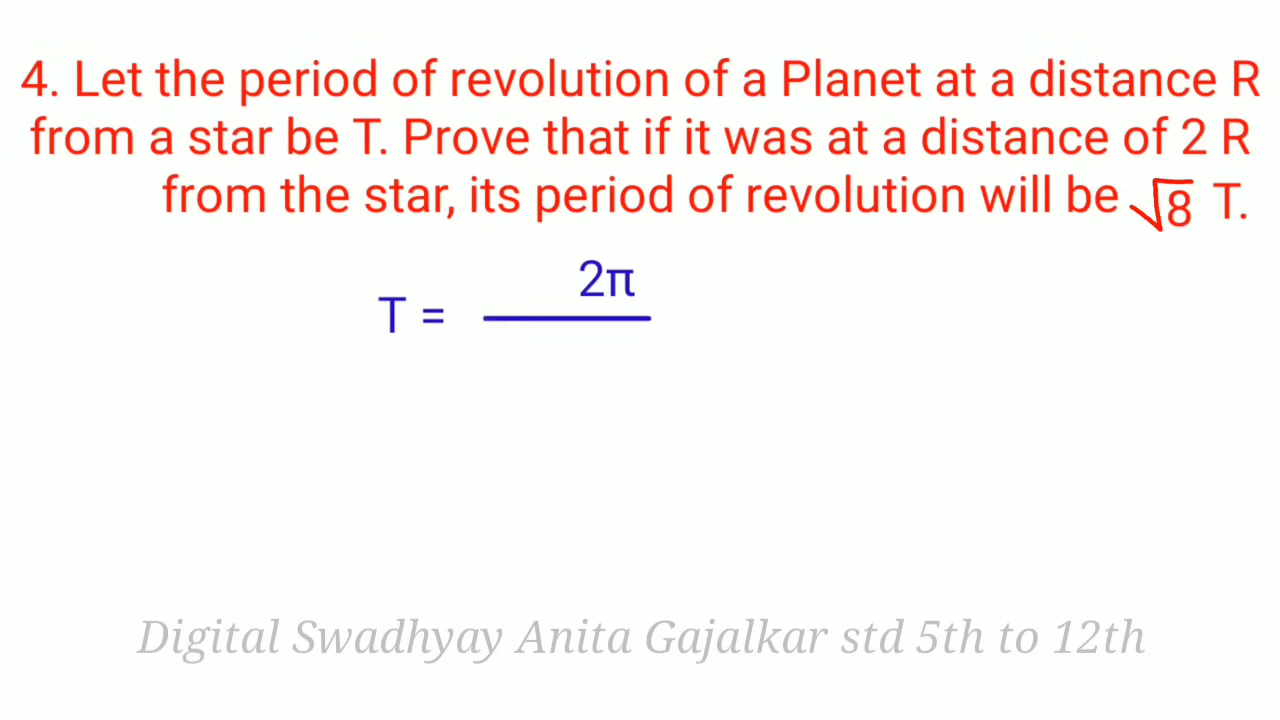 4. Let the period of revolution of a Planet at a distance R
from a star be T. Prove that if it was at a distance of 2 R
from the star, its period of revolution will be √8 T.
2π
T =
Digital Swadhyay Anita Gajalkar std 5th to 12th